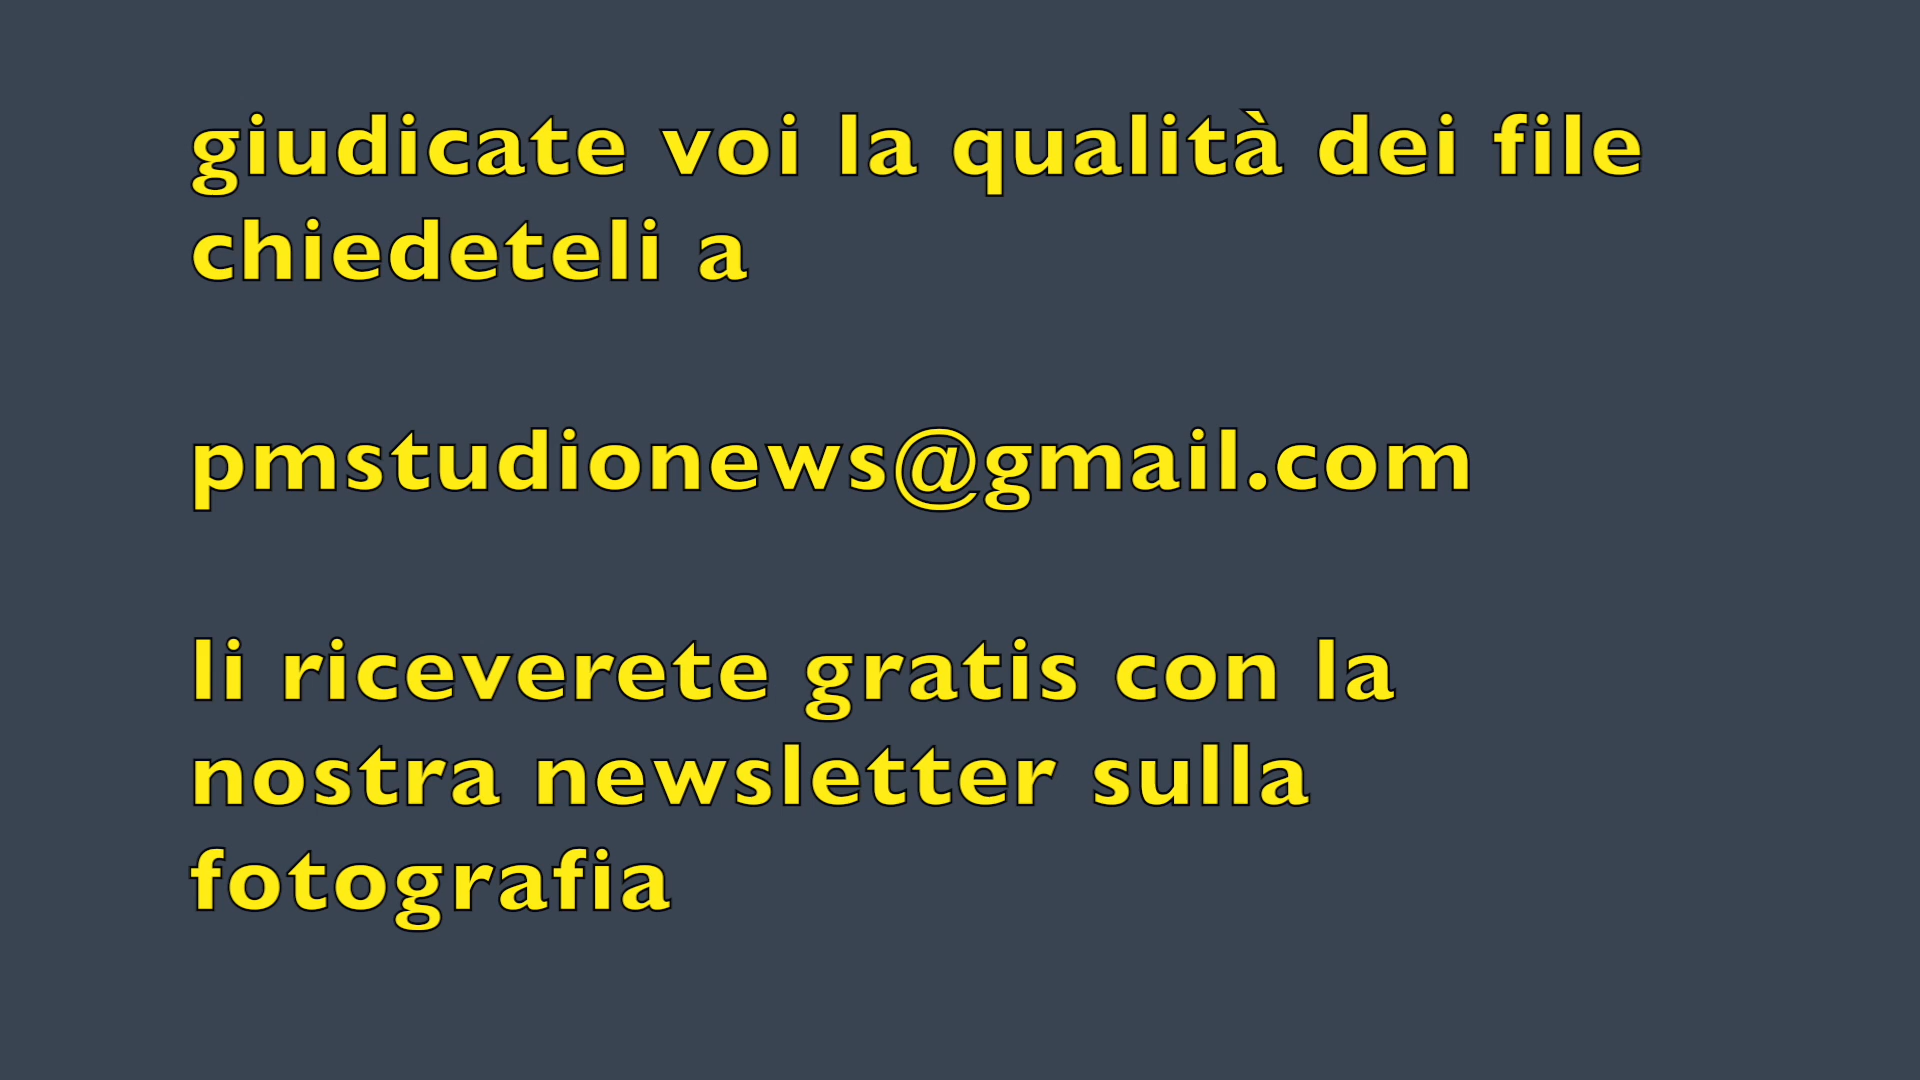 giudicate voi la qualità dei file
chiedeteli a
pmstudionews@gmail.com
li riceverete gratis con la
nostra newsletter sulla
fotografia